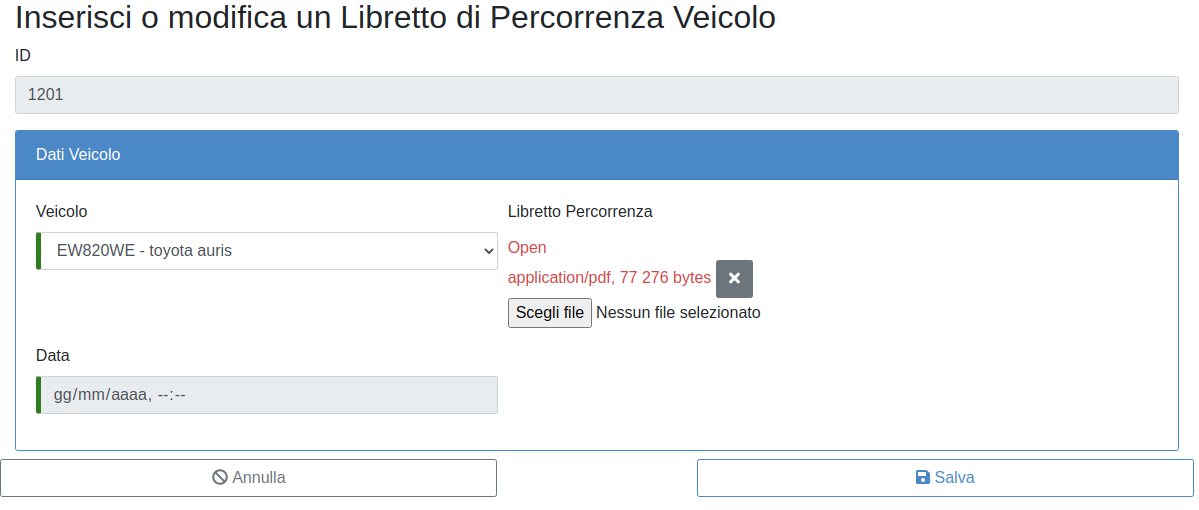 Inserisci o modifica un Libretto di Percorrenza Veicolo
ID
1201
Dati Veicolo
Veicolo
EW820WE - toyota auris
Libretto Percorrenza
Open
application/pdf, 77 276 bytes
Scegli file Nessun file selezionato
Data
gg/mm/aaaa, --:--
Annulla
Salva